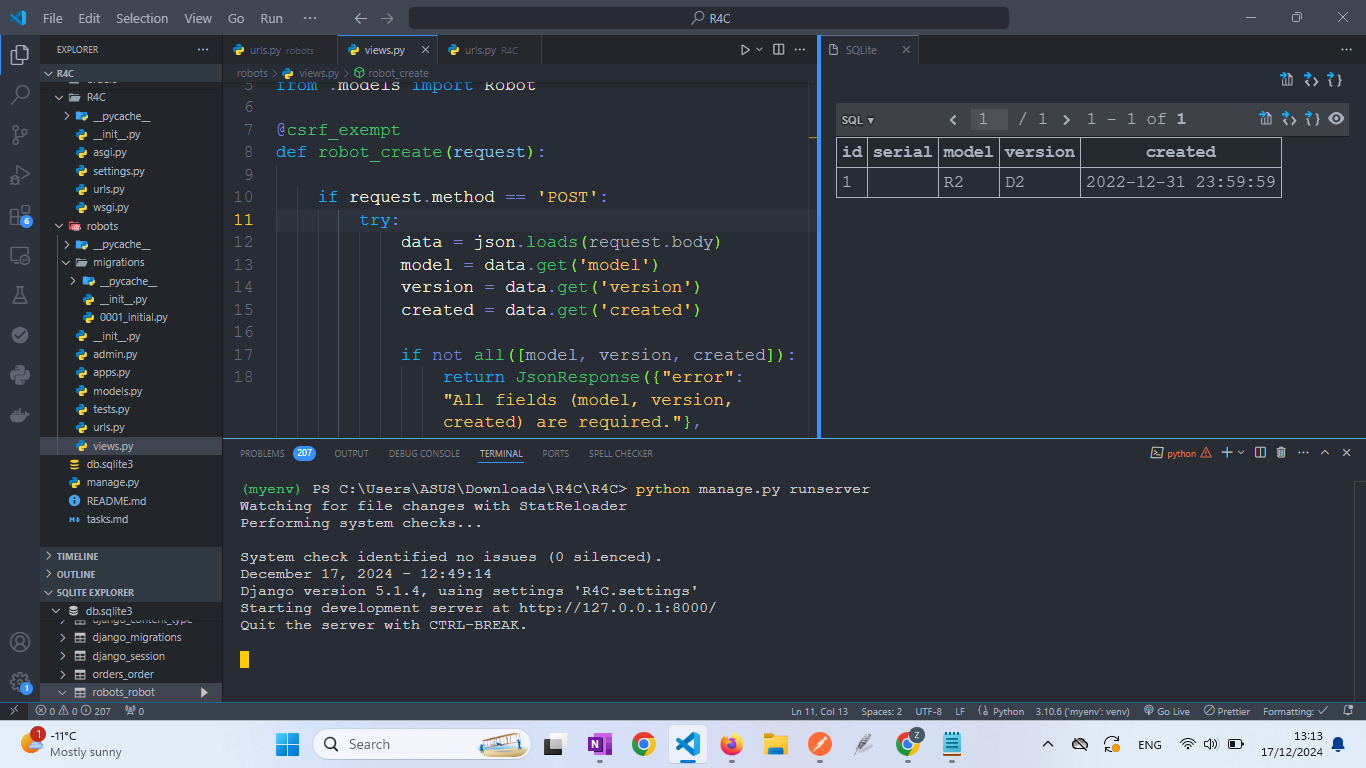 File Edit Selection View Go Run ··· R4C
EXPLORER ···
R4C
R4C
__pycache__
__init__.py
asgi.py
settings.py
urls.py
wsgi.py
robots
__pycache__
migrations
__pycache__
__init__.py
0001_initial.py
__init__.py
admin.py
apps.py
models.py
tests.py
urls.py
views.py
db.sqlite3
manage.py
README.md
tasks.md
TIMELINE
OUTLINE
SQLITE EXPLORER
db.sqlite3
django_content_type
django_migrations
django_session
orders_order
robots_robot
6
1
urls.py robots views.py urls.py R4C
robots > views.py > robot_create
5 from .models import Robot
6
7 @csrf_exempt
8 def robot_create(request):
9
10 if request.method == 'POST':
11 try:
12 data = json.loads(request.body)
13 model = data.get('model')
14 version = data.get('version')
15 created = data.get('created')
16
17 if not all([model, version, created]):
18 return JsonResponse({"error":
"All fields (model, version,
created) are required."},
SQLite
SQL ▾ < 1 / 1 > 1 - 1 of 1
id serial model version created
1 R2 D2 2022-12-31 23:59:59
PROBLEMS 207 OUTPUT DEBUG CONSOLE TERMINAL PORTS SPELL CHECKER python
(myenv) PS C:\Users\ASUS\Downloads\R4C\R4C> python manage.py runserver
Watching for file changes with StatReloader
Performing system checks...
System check identified no issues (0 silenced).
December 17, 2024 - 12:49:14
Django version 5.1.4, using settings 'R4C.settings'
Starting development server at http://127.0.0.1:8000/
Quit the server with CTRL-BREAK.
0 0 207 0 Ln 11, Col 13 Spaces: 2 UTF-8 LF Python 3.10.6 ('myenv': venv) Go Live Prettier Formatting: ✓
1 -11°C
Mostly sunny
Search
N
Z
ENG
13:13
17/12/2024